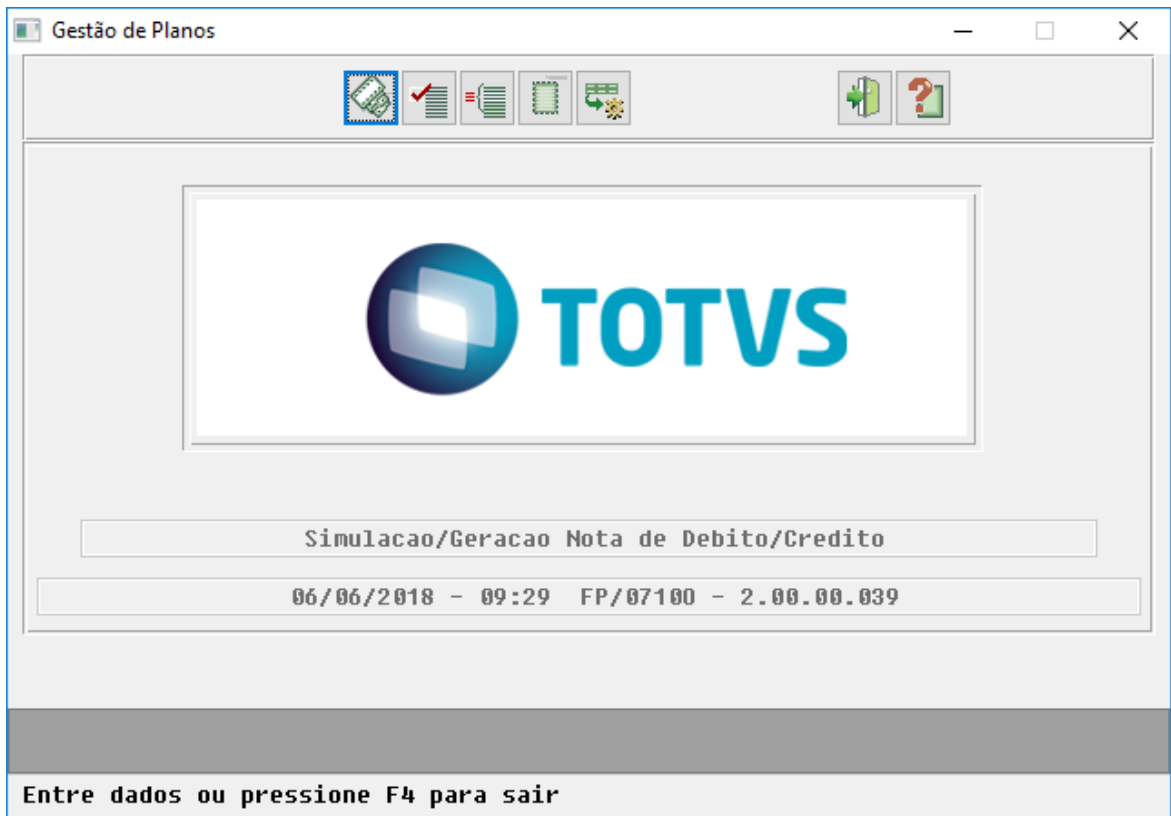 Gestão de Planos
TOTVS
Simulacao/Geracao Nota de Debito/Credito
06/06/2018 - 09:29 FP/0710O - 2.00.00.039
Entre dados ou pressione F4 para sair